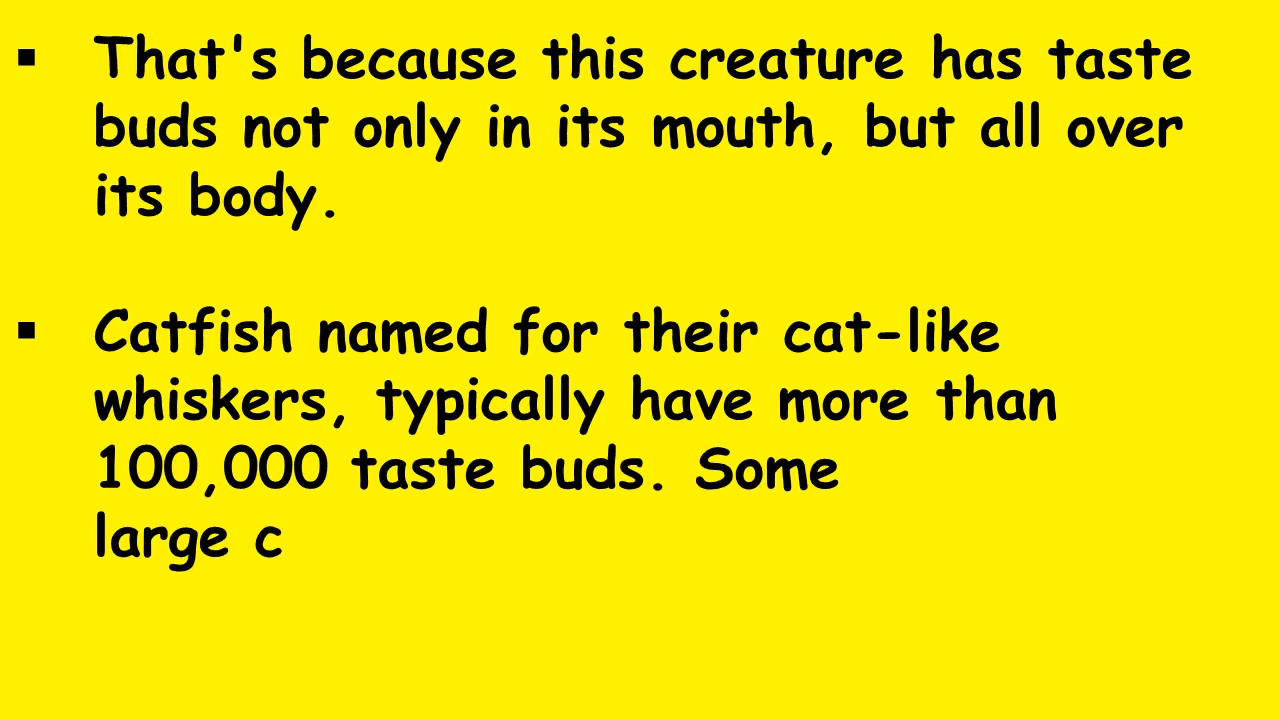 ▪ That's because this creature has taste
buds not only in its mouth, but all over
its body.
▪ Catfish named for their cat-like
whiskers, typically have more than
100,000 taste buds. Some
large c